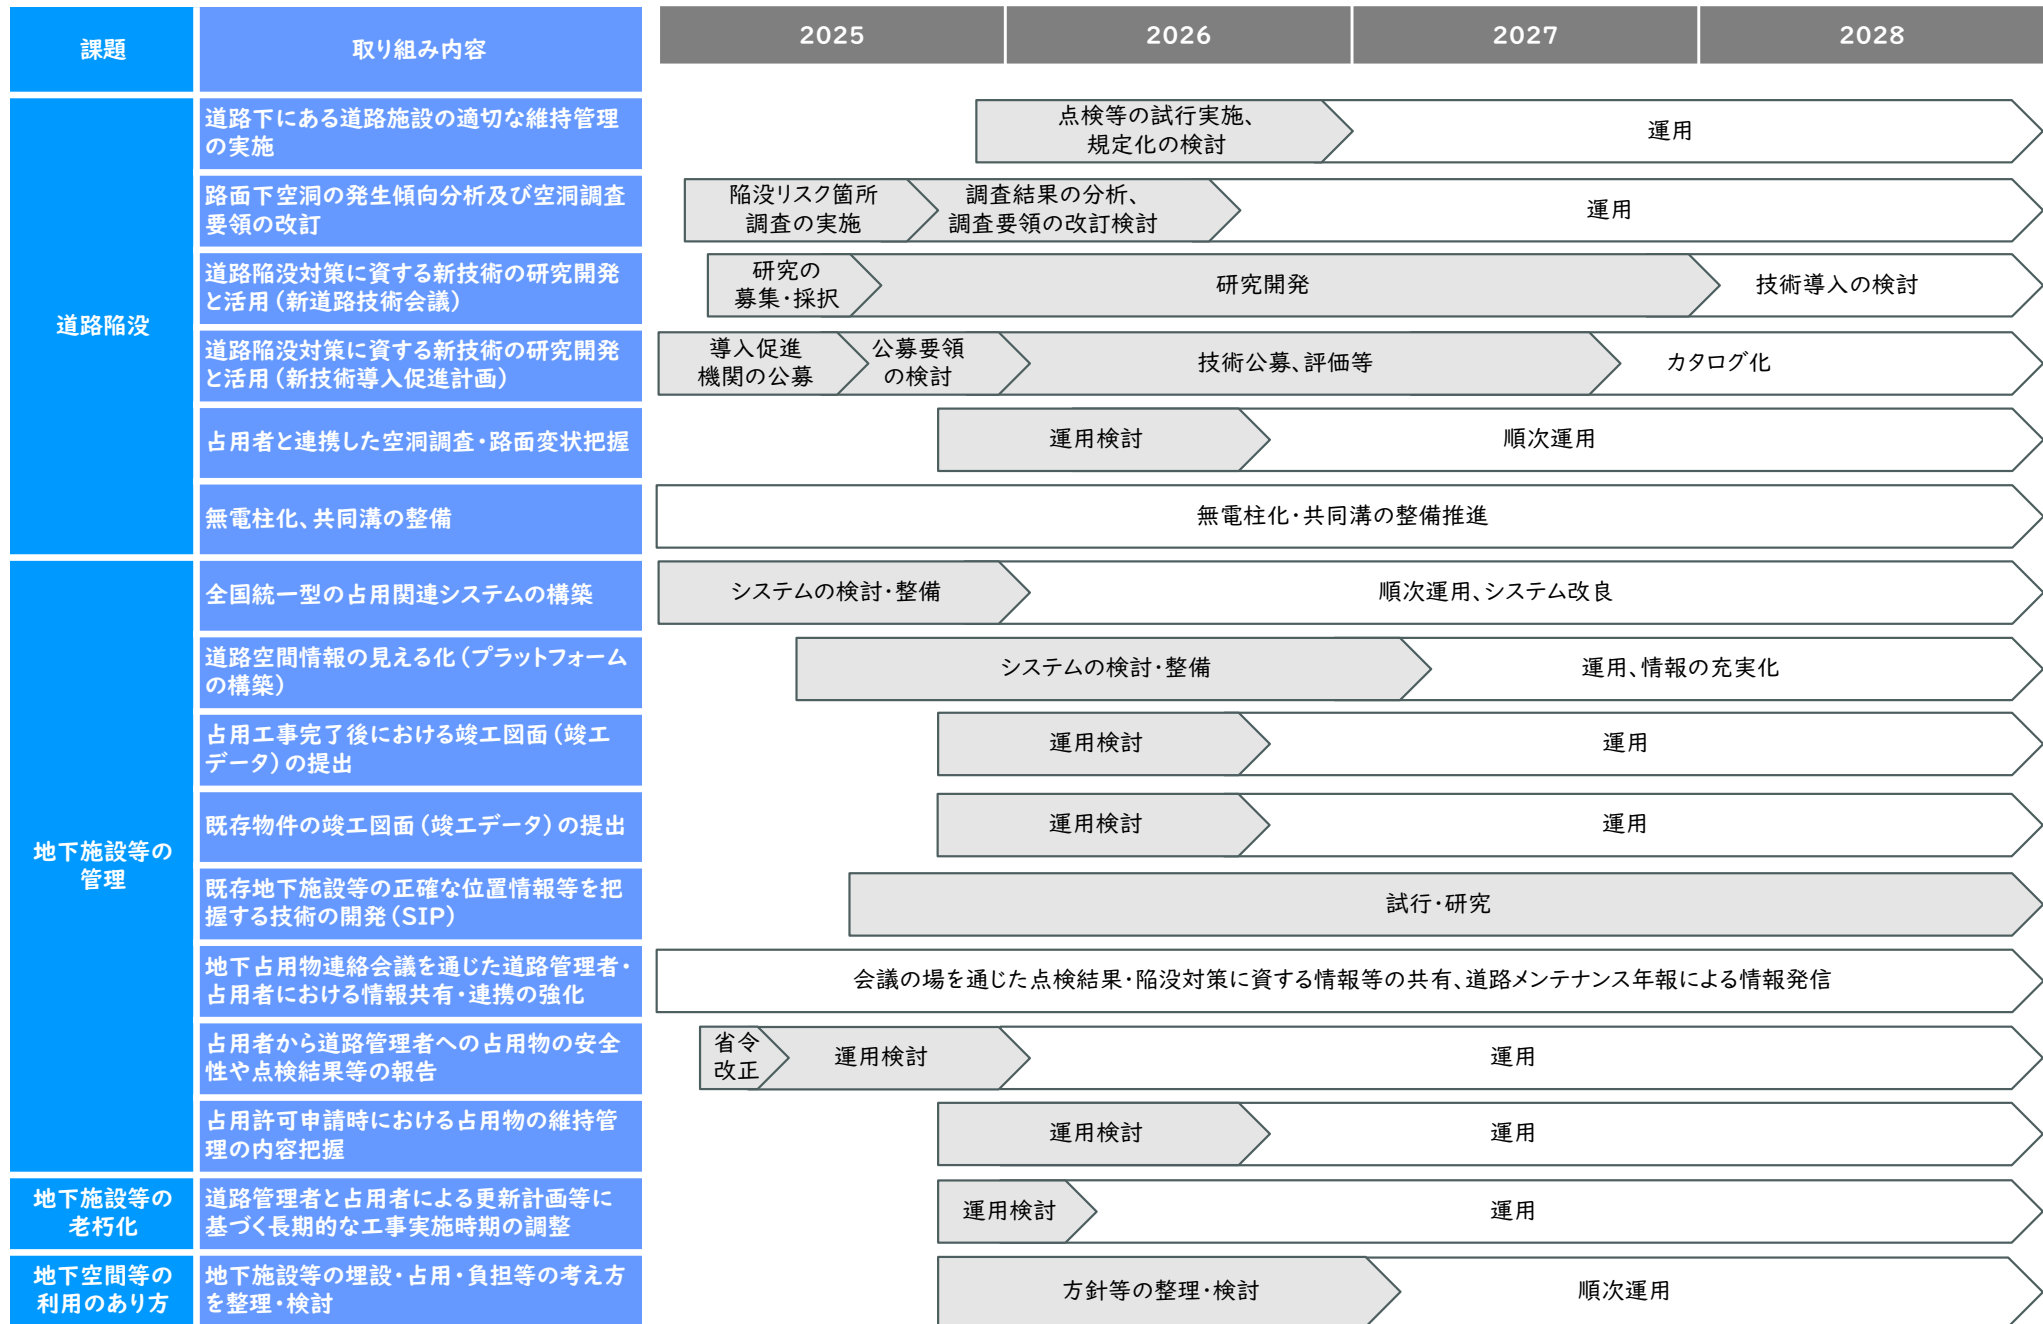 課題
取り組み内容
2025
2026
2027
2028
道路陥没
道路下にある道路施設の適切な維持管理
の実施
点検等の試行実施、
規定化の検討
運用
路面下空洞の発生傾向分析及び空洞調査
要領の改訂
陥没リスク箇所
調査の実施
調査結果の分析、
調査要領の改訂検討
運用
道路陥没対策に資する新技術の研究開発
と活用(新道路技術会議)
研究の
募集・採択
研究開発
技術導入の検討
道路陥没対策に資する新技術の研究開発
と活用(新技術導入促進計画)
導入促進
機関の公募
公募要領
の検討
技術公募、評価等
カタログ化
占用者と連携した空洞調査・路面変状把握
運用検討
順次運用
無電柱化、共同溝の整備
無電柱化・共同溝の整備推進
地下施設等の
管理
全国統一型の占用関連システムの構築
システムの検討・整備
順次運用、システム改良
道路空間情報の見える化(プラットフォーム
の構築)
システムの検討・整備
運用、情報の充実化
占用工事完了後における竣工図面(竣工
データ)の提出
運用検討
運用
既存物件の竣工図面(竣工データ)の提出
運用検討
運用
既存地下施設等の正確な位置情報等を把
握する技術の開発(SIP)
試行・研究
地下占用物連絡会議を通じた道路管理者・
占用者における情報共有・連携の強化
会議の場を通じた点検結果・陥没対策に資する情報等の共有、道路メンテナンス年報による情報発信
占用者から道路管理者への占用物の安全
性や点検結果等の報告
省令
改正
運用検討
運用
占用許可申請時における占用物の維持管
理の内容把握
運用検討
運用
地下施設等の
老朽化
道路管理者と占用者による更新計画等に
基づく長期的な工事実施時期の調整
運用検討
運用
地下空間等の
利用のあり方
地下施設等の埋設・占用・負担等の考え方
を整理・検討
方針等の整理・検討
順次運用